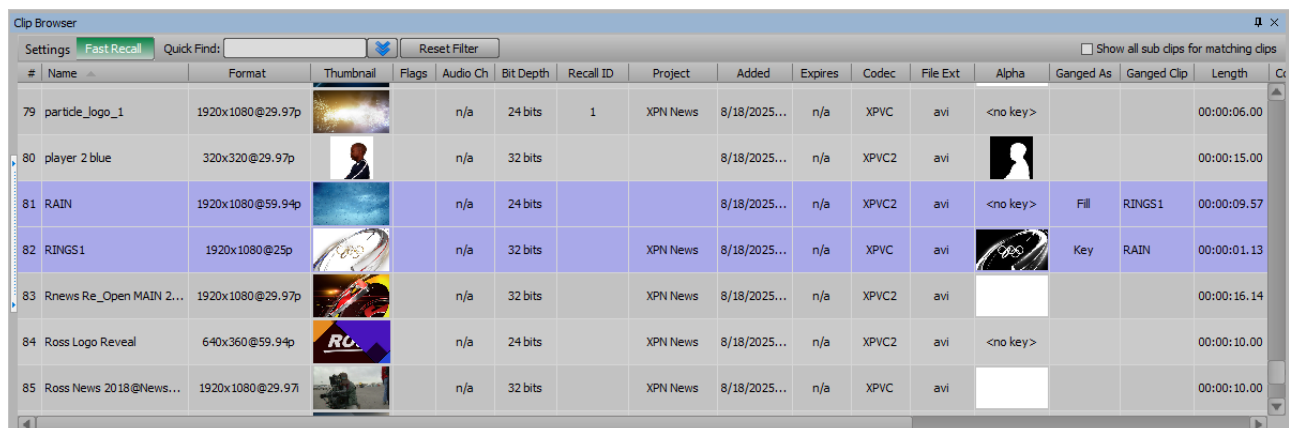 Clip Browser
Settings Fast Recall Quick Find: Reset Filter Show all sub clips for matching clips
# Name Format Thumbnail Flags Audio Ch Bit Depth Recall ID Project Added Expires Codec File Ext Alpha Ganged As Ganged Clip Length
79 particle_logo_1 1920x1080@29.97p n/a 24 bits 1 XPN News 8/18/2025... n/a XPVC avi <no key> 00:00:06.00
80 player 2 blue 320x320@29.97p n/a 32 bits 8/18/2025... n/a XPVC2 avi 00:00:15.00
81 RAIN 1920x1080@59.94p n/a 24 bits 8/18/2025... n/a XPVC2 avi <no key> Fill RINGS1 00:00:09.57
82 RINGS1 1920x1080@25p n/a 32 bits XPN News 8/18/2025... n/a XPVC avi Key RAIN 00:00:01.13
83 Rnews Re_Open MAIN 2... 1920x1080@29.97p n/a 32 bits XPN News 8/18/2025... n/a XPVC2 avi 00:00:16.14
84 Ross Logo Reveal 640x360@59.94p RO n/a 24 bits XPN News 8/18/2025... n/a XPVC2 avi <no key> 00:00:10.00
85 Ross News 2018@News... 1920x1080@29.97i n/a 32 bits XPN News 8/18/2025... n/a XPVC avi 00:00:10.00